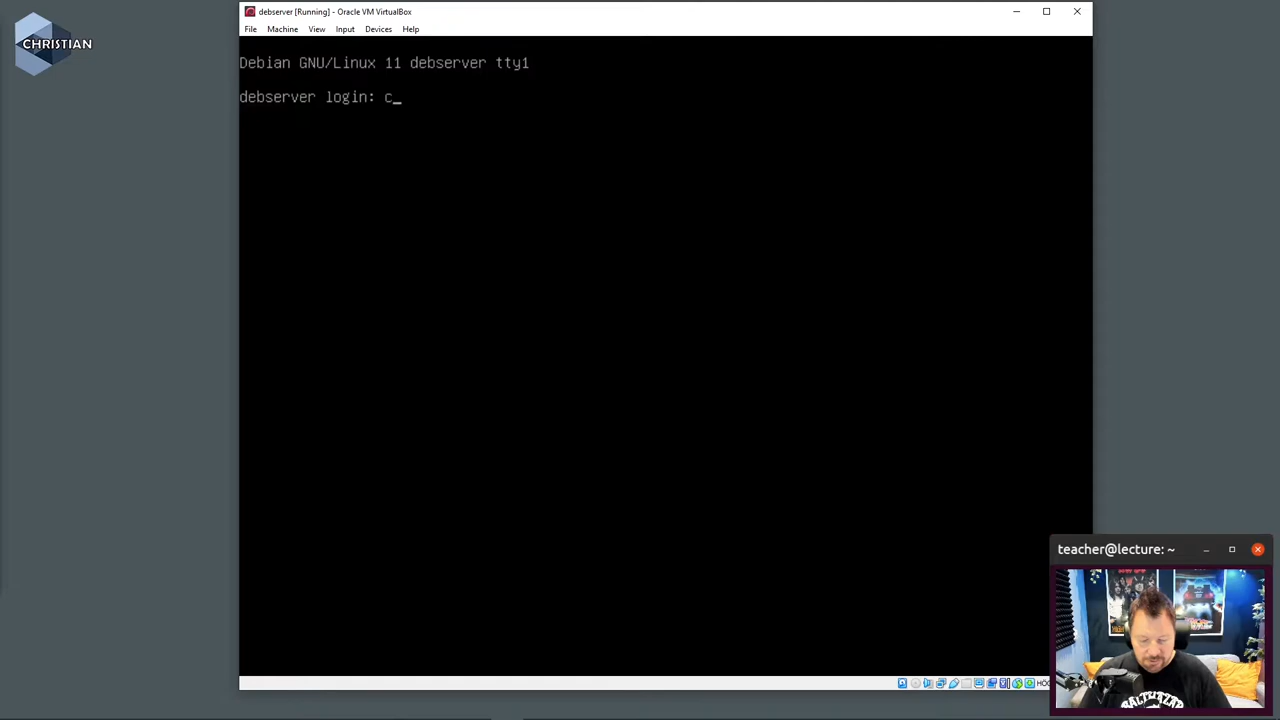 CHRISTIAN
debserver [Running] - Oracle VM VirtualBox
File Machine View Input Devices Help
Debian GNU/Linux 11 debserver tty1
debserver login: c_
teacher@lecture: ~